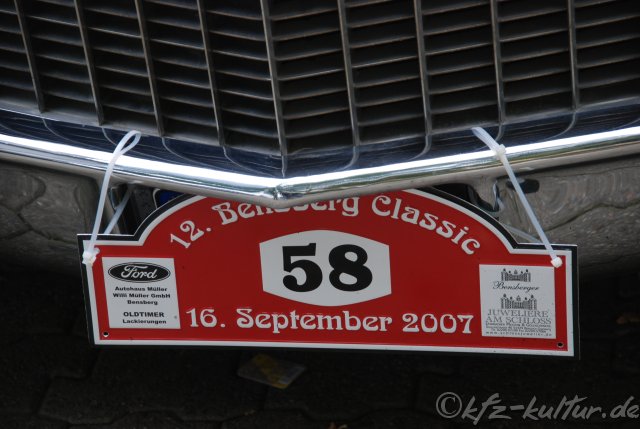 12. Bensberg Classic
58
Ford
Autohaus Müller
Willi Müller GmbH
Bensberg
OLDTIMER
Lackierungen
16. September 2007
Bensberger
JUWELIERE
AM SCHLOSS
©kfz-kultur.de